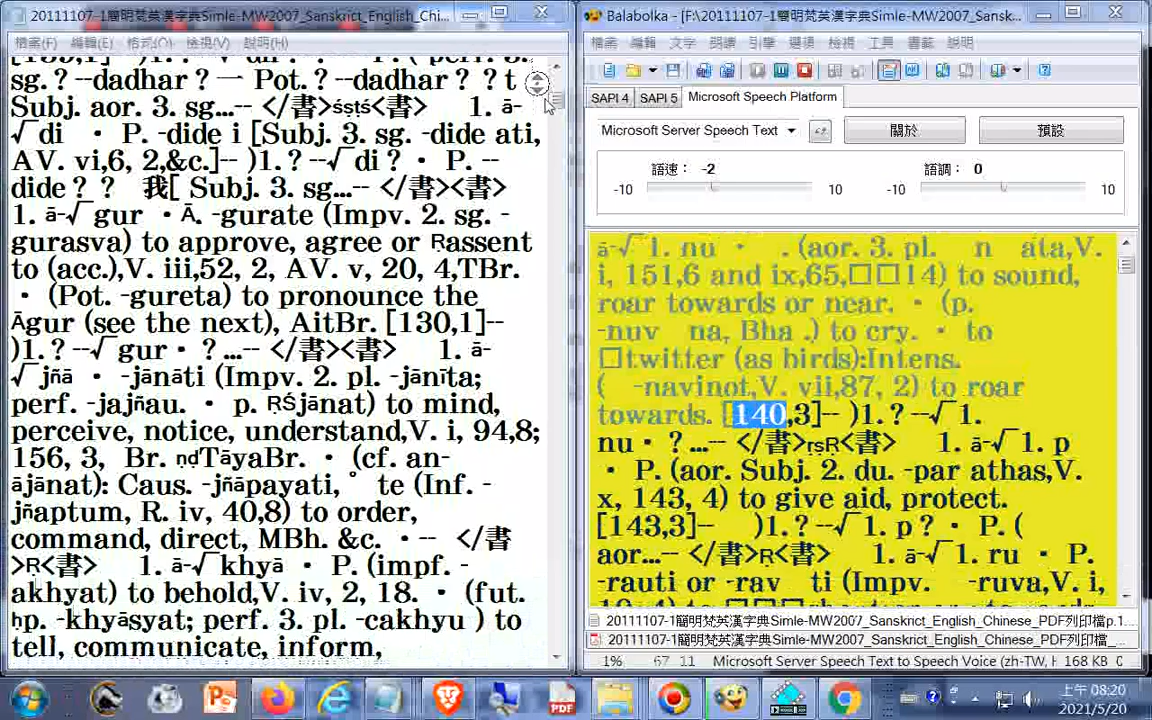 20111107-1簡明梵英漢字典Simle-MW2007_Sanskrict_English_Chi...
檔案(F) 編輯(E) 格式(O) 檢視(V) 說明(H)
sg. ? --dadhar ? 一 Pot. ? --dadhar ? ? t
Subj. aor. 3. sg...-- </書>śṣṭś<書> 1. ā-
√di • P. -dide i [Subj. 3. sg. -dide ati,
AV. vi,6, 2,&c.]-- )1. ? --√di ? • P. --
dide ? ? 我[ Subj. 3. sg...-- </書><書>
1. ā-√gur • Ā. -gurate (Impv. 2. sg. -
gurasva) to approve, agree or Rassent
to (acc.),V. iii,52, 2, AV. v, 20, 4,TBr.
• (Pot. -gureta) to pronounce the
Āgur (see the next), AitBr. [130,1]--
)1. ? --√gur • ? ...-- </書><書> 1. ā-
√jñā • -jānāti (Impv. 2. pl. -jānīta;
perf. -jajñau. • p. ṚŚjānat) to mind,
perceive, notice, understand,V. i, 94,8;
156, 3, Br. ṇḍTāyaBr. • (cf. an-
ājānat): Caus. -jñāpayati, ° te (Inf. -
jñaptum, R. iv, 40,8) to order,
command, direct, MBh. &c. •-- </書
>Ṛ<書> 1. ā-√khyā • P. (impf. -
akhyat) to behold,V. iv, 2, 18. • (fut.
ḥp. -khyāsyat; perf. 3. pl. -cakhyu ) to
tell, communicate, inform,
Balabolka - [F:\20111107-1簡明梵英漢字典Simle-MW2007_Sansk...
檔案 編輯 文字 朗讀 引擎 選項 檢視 工具 書籤 說明
SAPI 4 SAPI 5 Microsoft Speech Platform
Microsoft Server Speech Text 關於 預設
語速： -2 語調： 0
-10 10 -10 10
ā-√1. nu • . (aor. 3. pl. n ata,V.
i, 151,6 and ix,65,□□14) to sound,
roar towards or near. • (p.
-nuv na, Bha .) to cry. • to
□twitter (as birds):Intens.
( -navinot,V. vii,87, 2) to roar
towards. [140,3]-- )1. ? --√1.
nu • ? ...-- </書>ṛṣṚ<書> 1. ā-√1. p
• P. (aor. Subj. 2. du. -par athas,V.
x, 143, 4) to give aid, protect.
[143,3]-- )1. ? --√1. p ? • P. (
aor...-- </書>Ṛ<書> 1. ā-√1. ru • P.
-rauti or -rav ti (Impv. -ruva,V. i,
20111107-1簡明梵英漢字典Simle-MW2007_Sanskrict_English_Chinese_PDF列印檔p.1...
20111107-1簡明梵英漢字典Simle-MW2007_Sanskrict_English_Chinese_PDF列印檔...
1% 67 11 Microsoft Server Speech Text to Speech Voice (zh-TW, H 168 KB
上午 08:20
2021/5/20